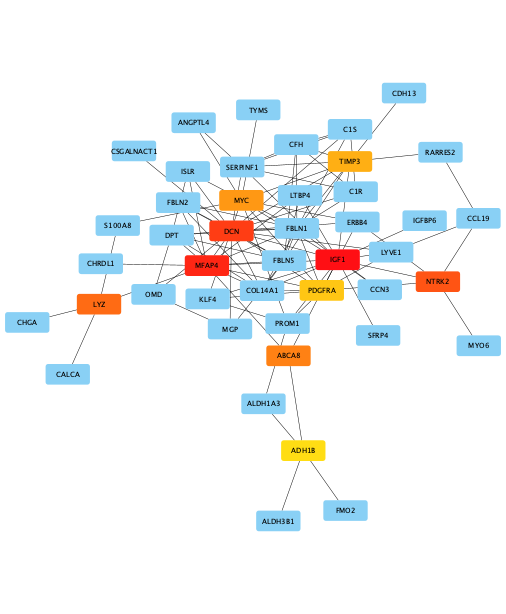 CDH13
TYMS
ANGPTL4
C1S
CFH
CSGALNACT1
RARRES2
TIMP3
SERPINF1
ISLR
C1R
LTBP4
MYC
FBLN2
CCL19
IGFBP6
ERBB4
S100A8
FBLN1
DCN
DPT
LYVE1
FBLN5
IGF1
CHRDL1
MFAP4
NTRK2
CCN3
PDGFRA
COL14A1
OMD
KLF4
LYZ
CHGA
PROM1
MGP
SFRP4
MYO6
ABCA8
CALCA
ALDH1A3
ADH1B
FMO2
ALDH3B1